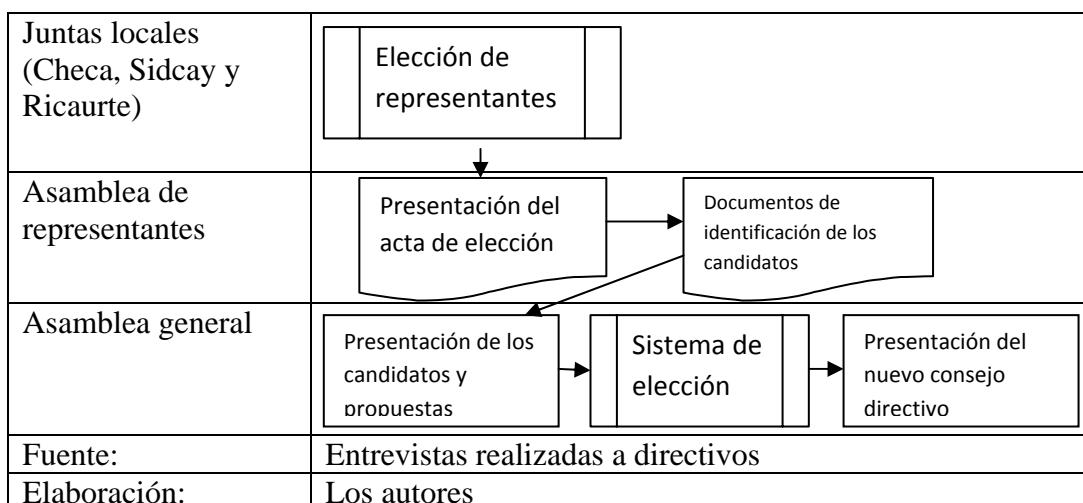 Juntas locales
(Checa, Sidcay y
Ricaurte)
Elección de
representantes
Asamblea de
representantes
Presentación del
acta de elección
Documentos de
identificación de los
candidatos
Asamblea general
Presentación de los
candidatos y
propuestas
Sistema de
elección
Presentación del
nuevo consejo
directivo
Fuente:
Entrevistas realizadas a directivos
Elaboración:
Los autores